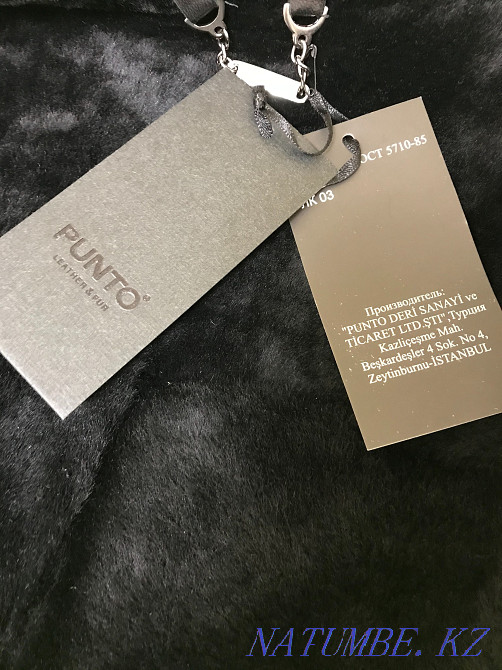 PUNTO®
LEATHER & FUR
ОСТ 5710-85
03
Производитель:
"PUNTO DERİ SANAYİ ve
TİCARET LTD.ŞTİ" ;Турция
Kazliçeşme Mah.
Beşkardeşler 4 Sok. No 4,
Zeytinburnu-İSTANBUL
NATUMBE. KZ